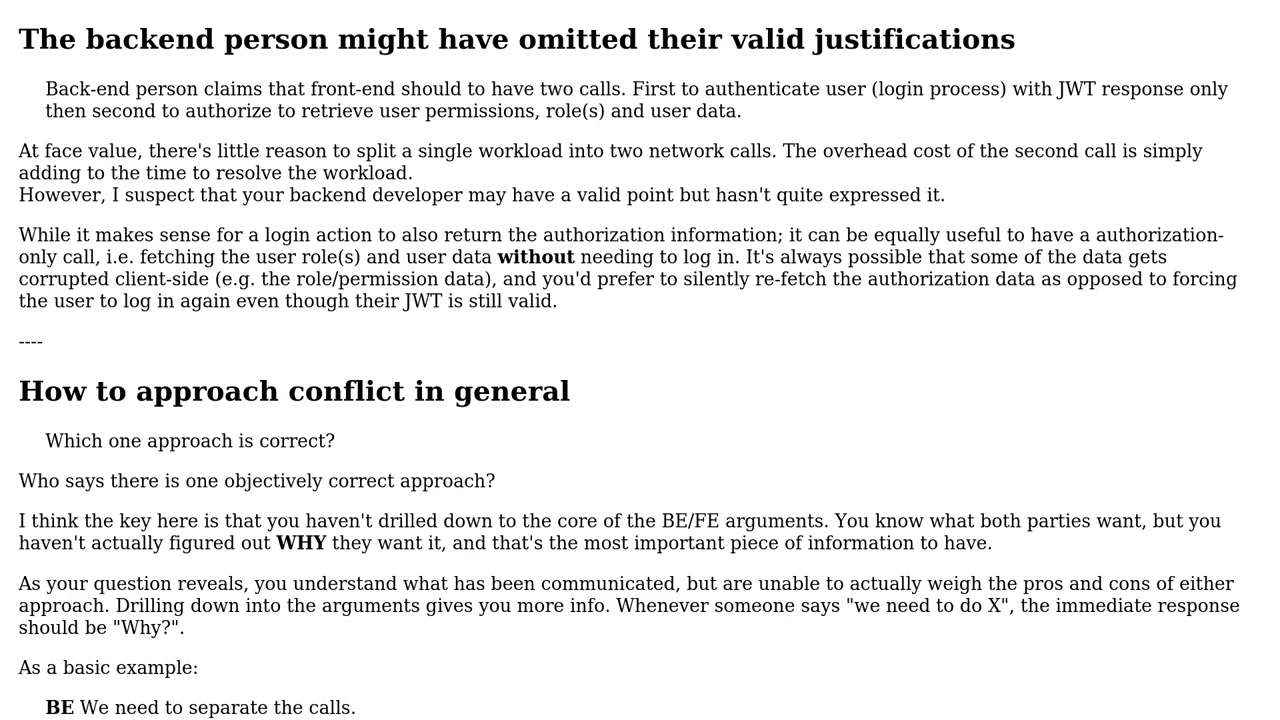 The backend person might have omitted their valid justifications
Back-end person claims that front-end should to have two calls. First to authenticate user (login process) with JWT response only
then second to authorize to retrieve user permissions, role(s) and user data.
At face value, there's little reason to split a single workload into two network calls. The overhead cost of the second call is simply
adding to the time to resolve the workload.
However, I suspect that your backend developer may have a valid point but hasn't quite expressed it.
While it makes sense for a login action to also return the authorization information; it can be equally useful to have a authorization-
only call, i.e. fetching the user role(s) and user data without needing to log in. It's always possible that some of the data gets
corrupted client-side (e.g. the role/permission data), and you'd prefer to silently re-fetch the authorization data as opposed to forcing
the user to log in again even though their JWT is still valid.
----
How to approach conflict in general
Which one approach is correct?
Who says there is one objectively correct approach?
I think the key here is that you haven't drilled down to the core of the BE/FE arguments. You know what both parties want, but you
haven't actually figured out WHY they want it, and that's the most important piece of information to have.
As your question reveals, you understand what has been communicated, but are unable to actually weigh the pros and cons of either
approach. Drilling down into the arguments gives you more info. Whenever someone says "we need to do X", the immediate response
should be "Why?".
As a basic example:
BE We need to separate the calls.